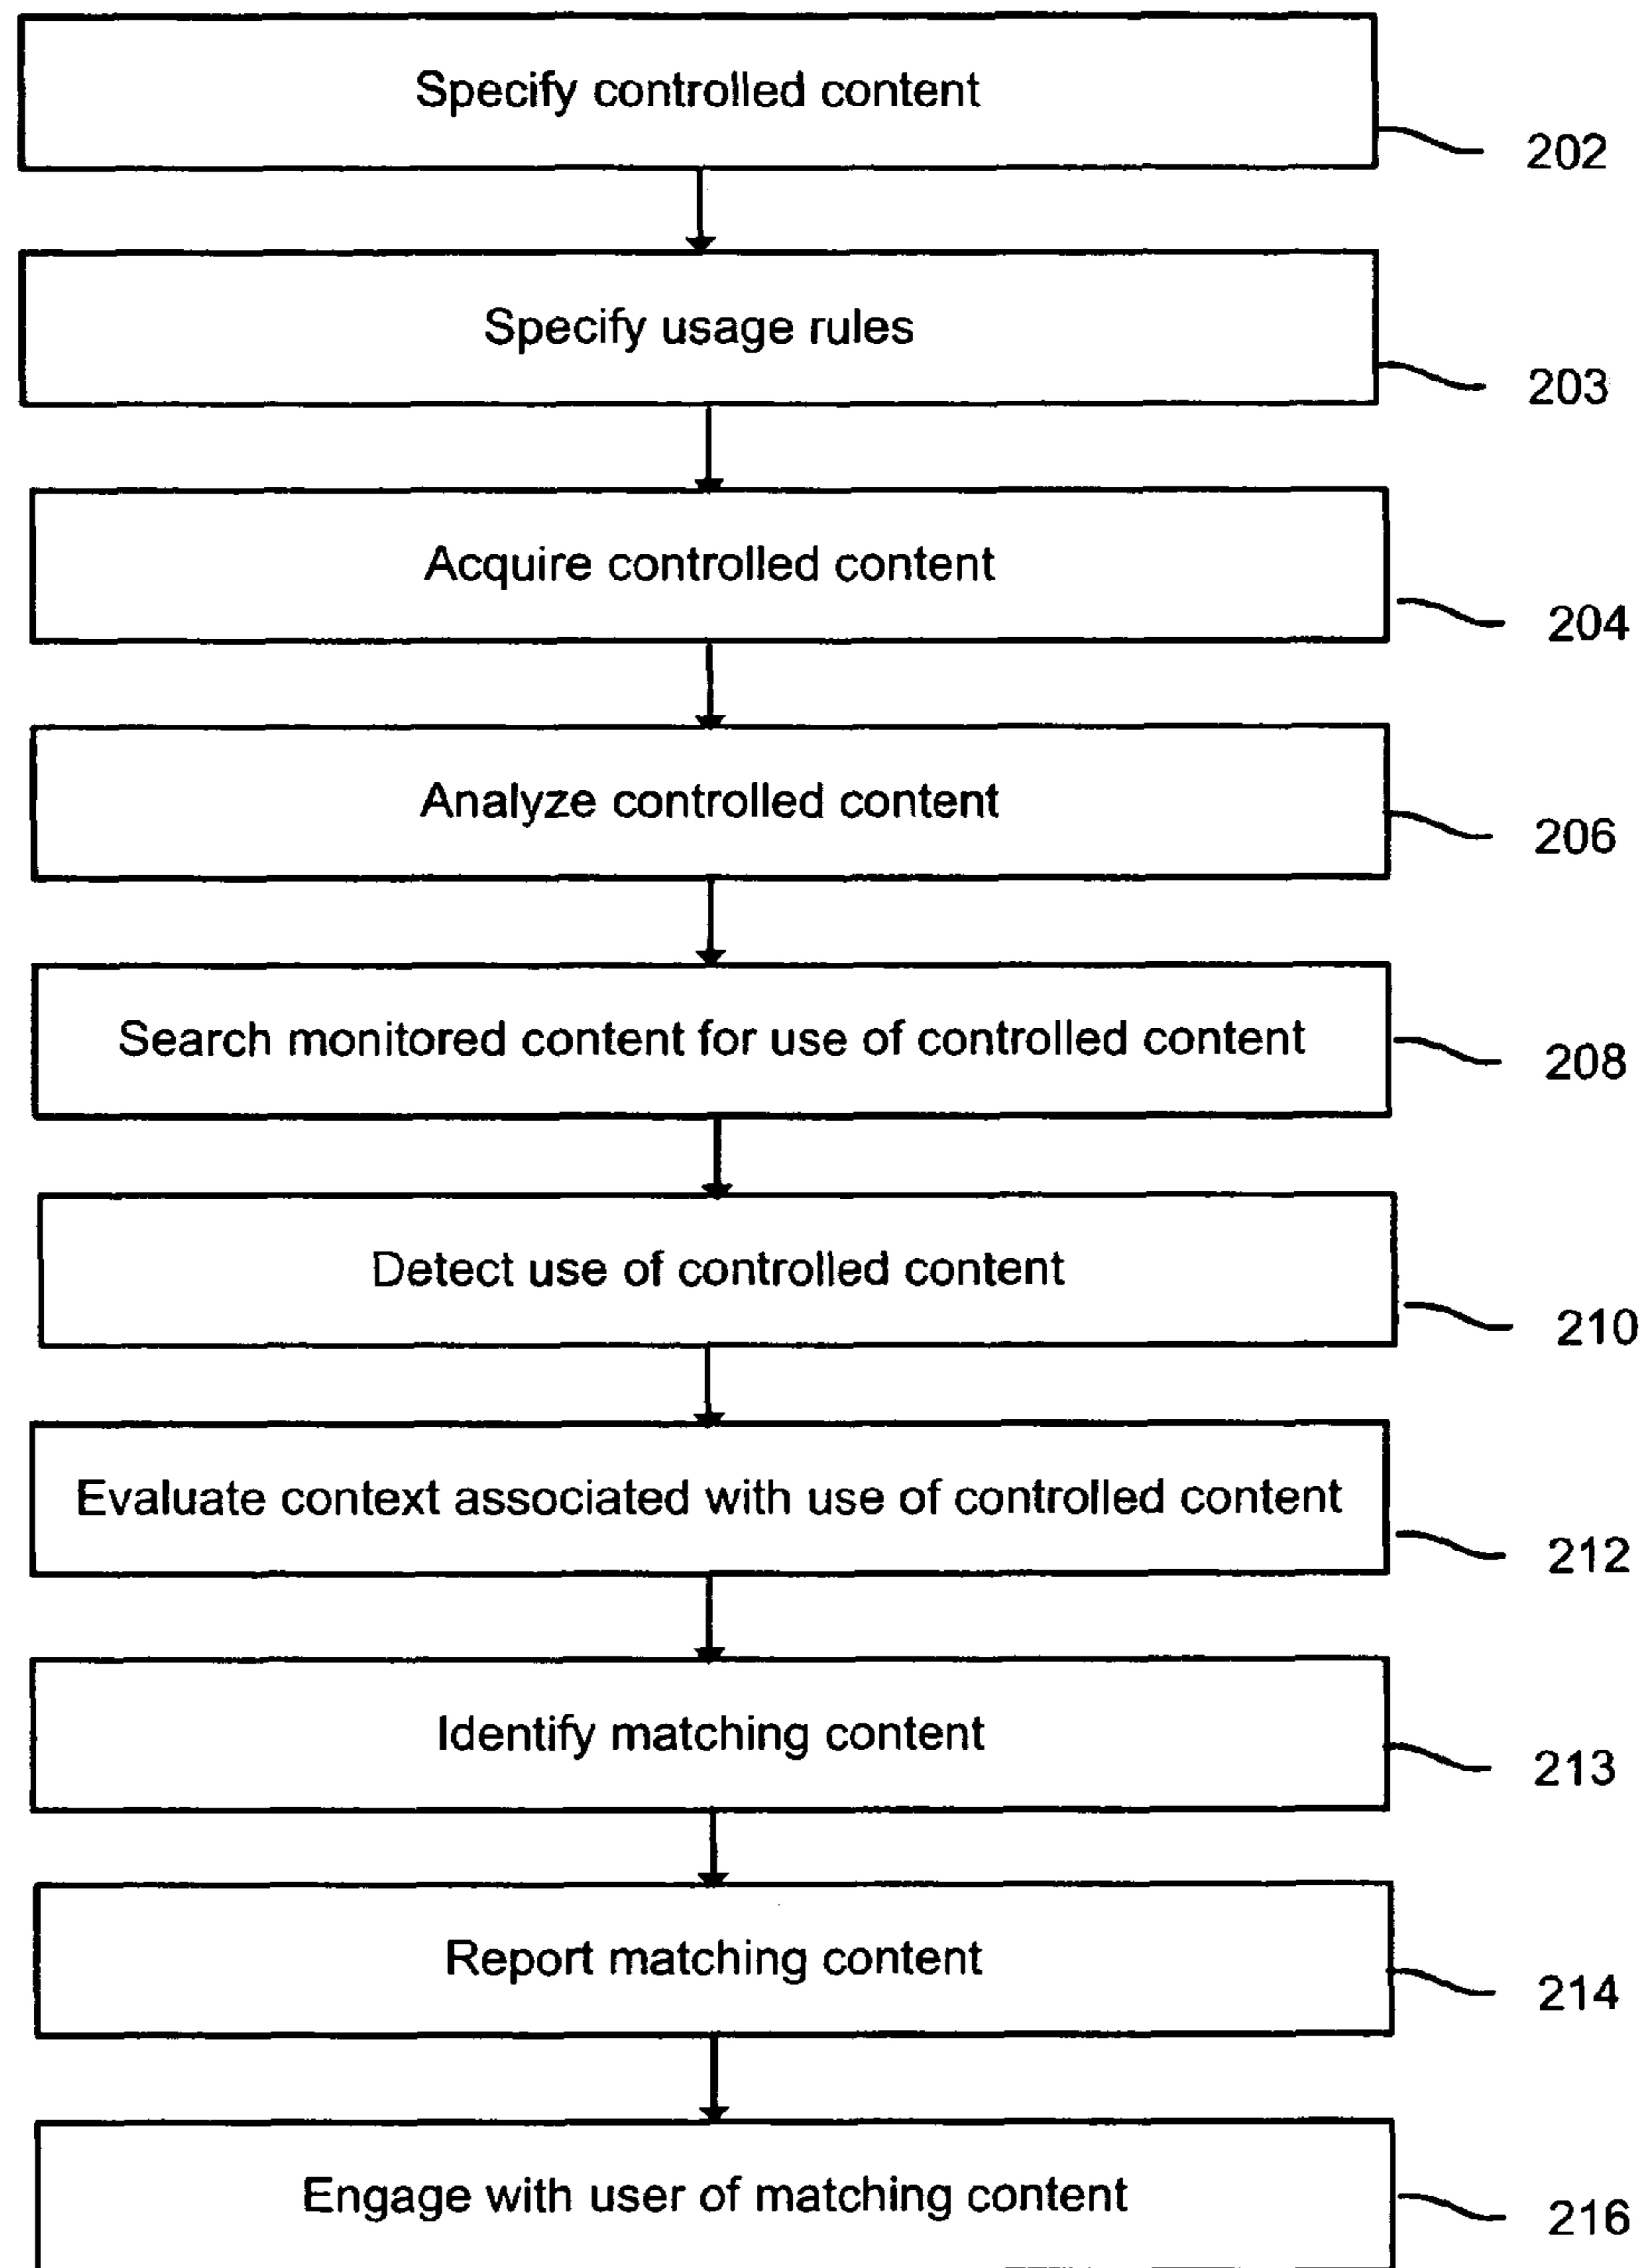 Specify controlled content
202
Specify usage rules
203
Acquire controlled content
204
Analyze controlled content
206
Search monitored content for use of controlled content
208
Detect use of controlled content
210
Evaluate context associated with use of controlled content
212
Identify matching content
213
Report matching content
214
Engage with user of matching content
216